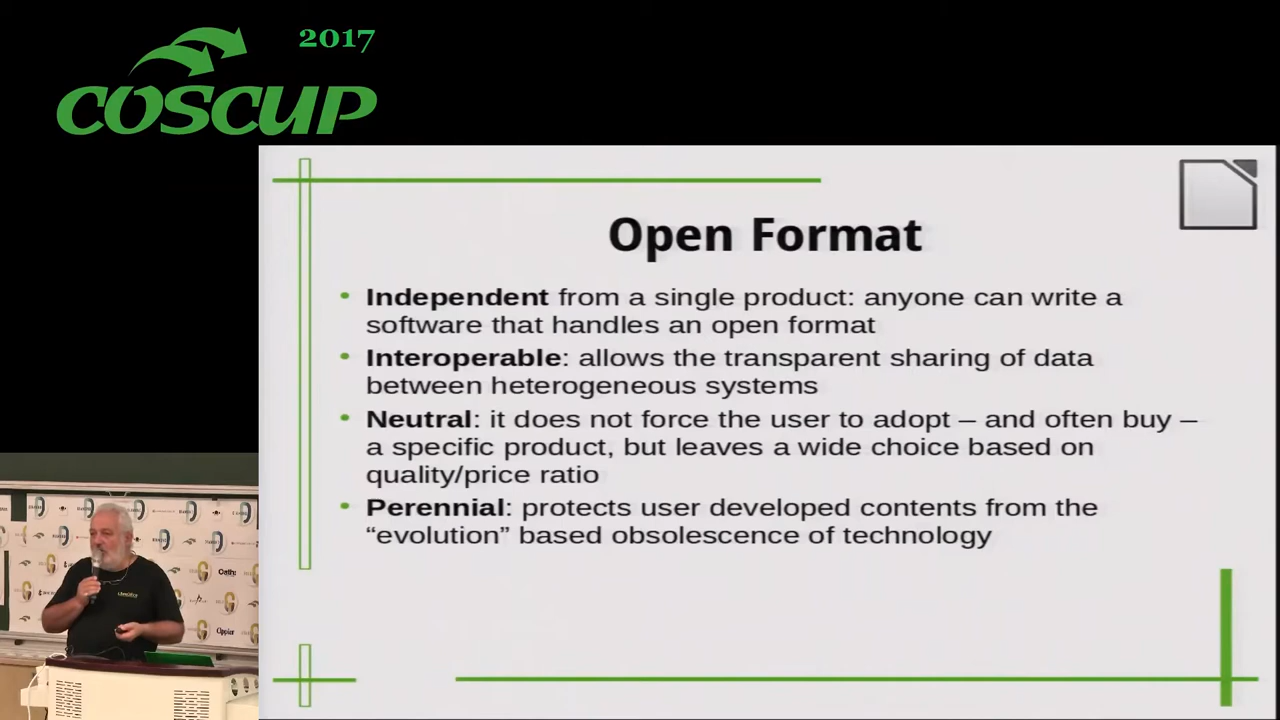 2017
COSCUP
Open Format
• Independent from a single product: anyone can write a
software that handles an open format
• Interoperable: allows the transparent sharing of data
between heterogeneous systems
• Neutral: it does not force the user to adopt – and often buy –
a specific product, but leaves a wide choice based on
quality/price ratio
• Perennial: protects user developed contents from the
“evolution” based obsolescence of technology